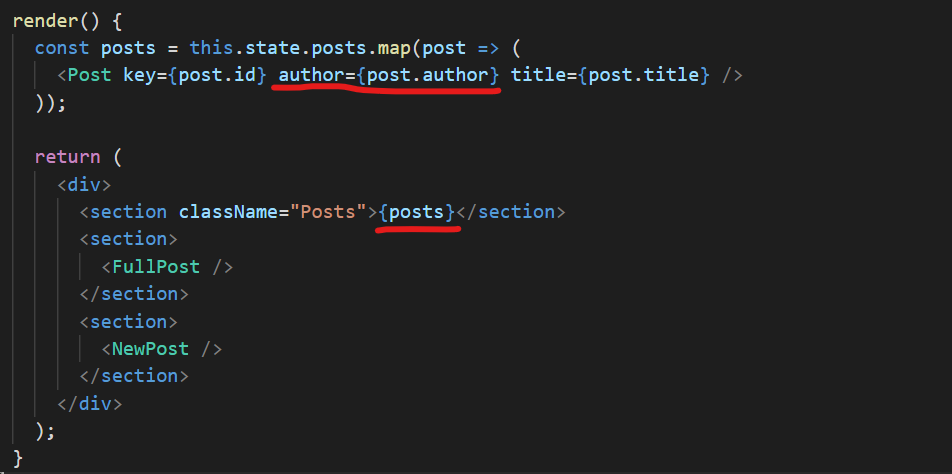 render() {
const posts = this.state.posts.map(post => (
<Post key={post.id} author={post.author} title={post.title} />
));
return (
<div>
<section className="Posts">{posts}</section>
<section>
<FullPost />
</section>
<section>
<NewPost />
</section>
</div>
);
}